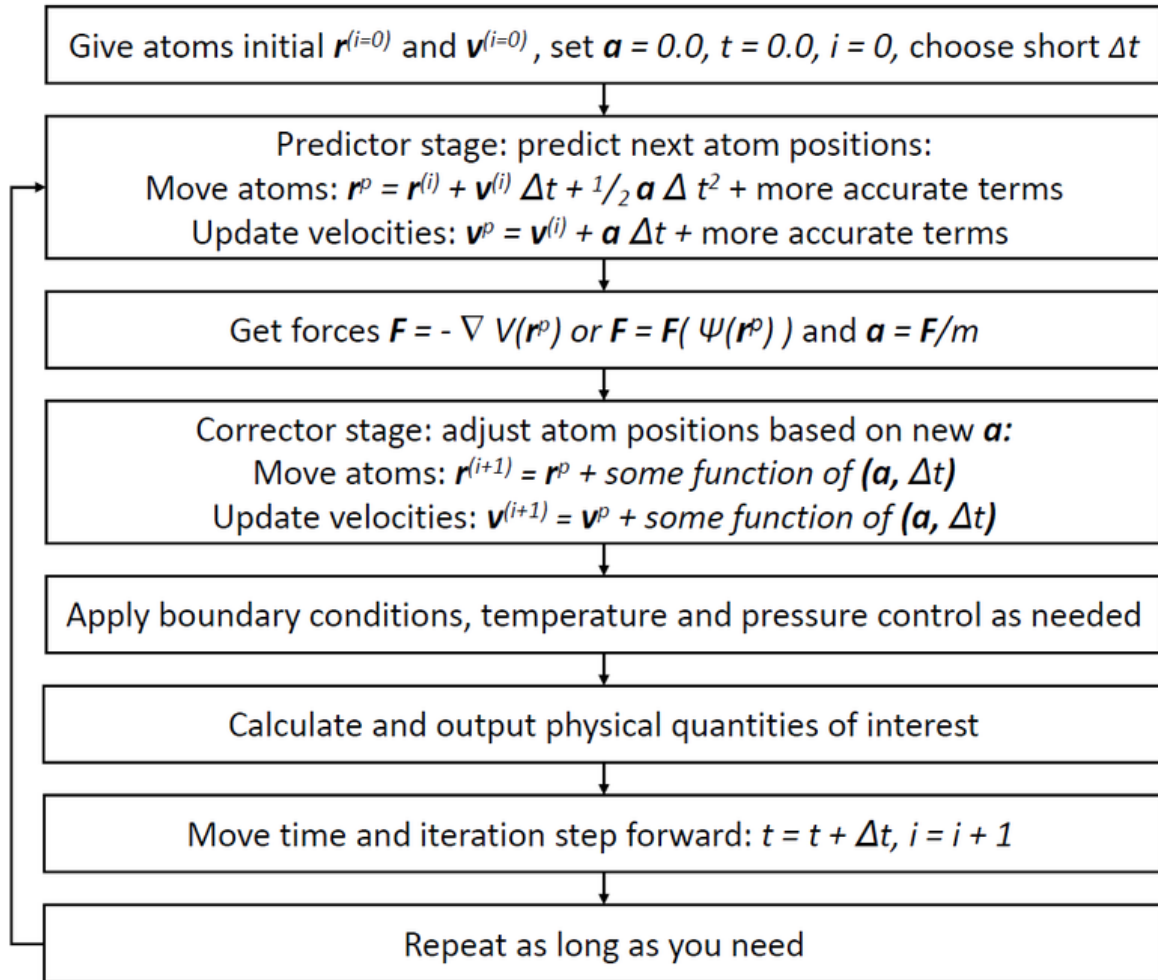 Give atoms initial r⁽ⁱ⁼⁰⁾ and v⁽ⁱ⁼⁰⁾ , set a = 0.0, t = 0.0, i = 0, choose short Δt
Predictor stage: predict next atom positions:
Move atoms: rᵖ = r⁽ⁱ⁾ + v⁽ⁱ⁾ Δt + ¹/₂ a Δ t² + more accurate terms
Update velocities: vᵖ = v⁽ⁱ⁾ + a Δt + more accurate terms
Get forces F = - ∇ V(rᵖ) or F = F( Ψ(rᵖ) ) and a = F/m
Corrector stage: adjust atom positions based on new a:
Move atoms: r⁽ⁱ⁺¹⁾ = rᵖ + some function of (a, Δt)
Update velocities: v⁽ⁱ⁺¹⁾ = vᵖ + some function of (a, Δt)
Apply boundary conditions, temperature and pressure control as needed
Calculate and output physical quantities of interest
Move time and iteration step forward: t = t + Δt, i = i + 1
Repeat as long as you need